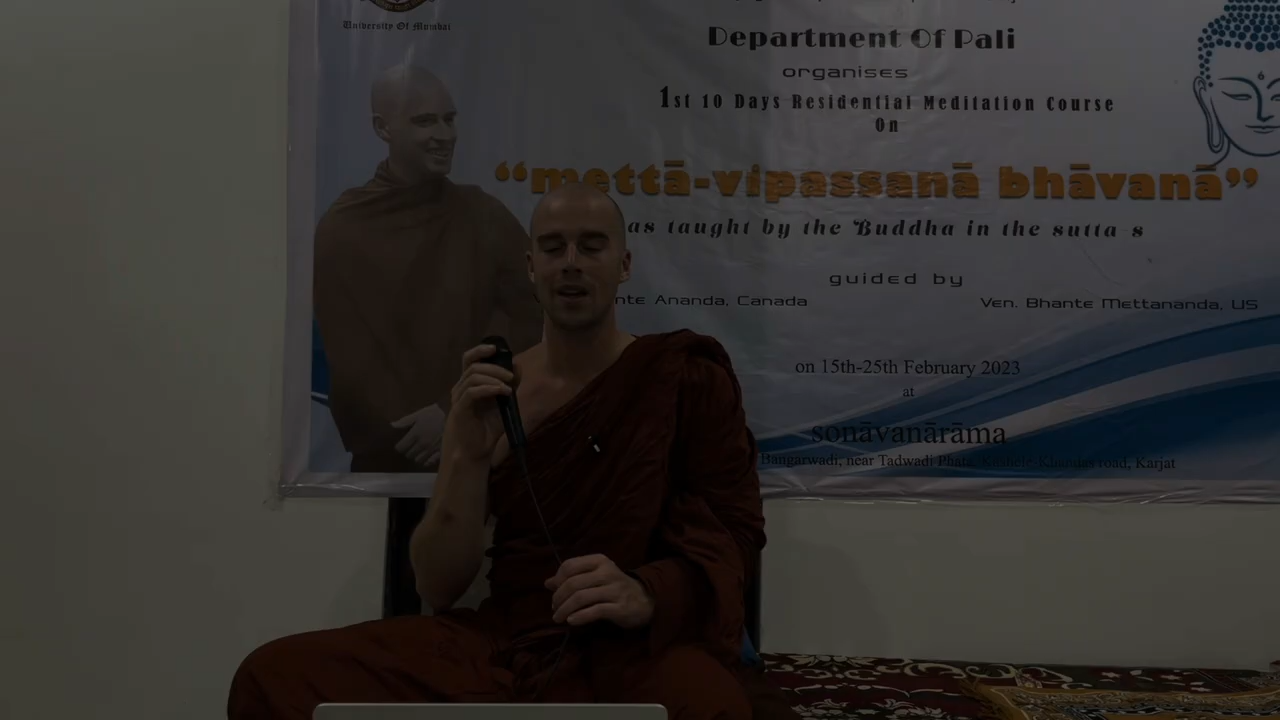 University Of Mumbai
Department Of Pali
organises
1st 10 Days Residential Meditation Course
On
“mettā-vipassanā bhāvanā”
as taught by the Buddha in the sutta s
guided by
Ananda, Canada
Ven. Bhante Mettananda, US
on 15th-25th February 2023
at
sonāvanārāma
Bangarwadi, near Tadwadi Phata, Kashele-Khandas road, Karjat